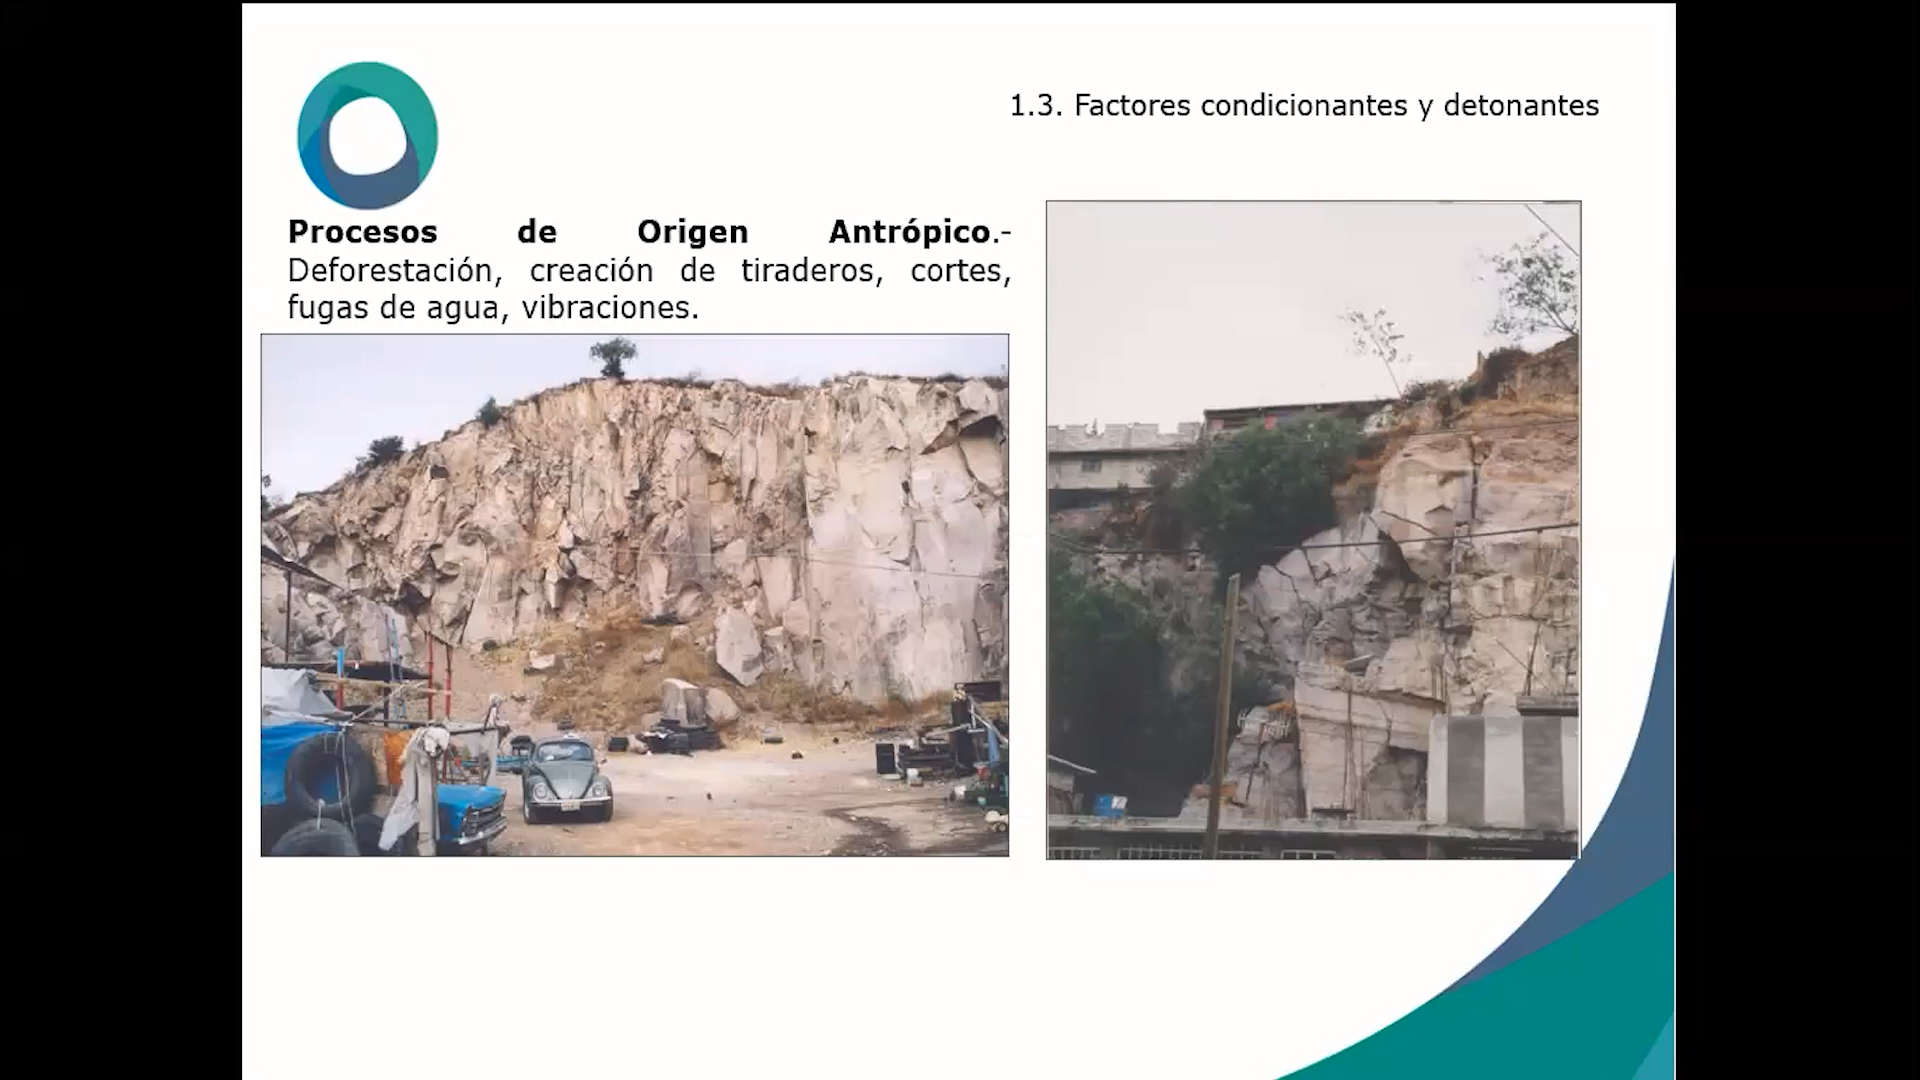 1.3. Factores condicionantes y detonantes
Procesos de Origen Antrópico.-
Deforestación, creación de tiraderos, cortes,
fugas de agua, vibraciones.